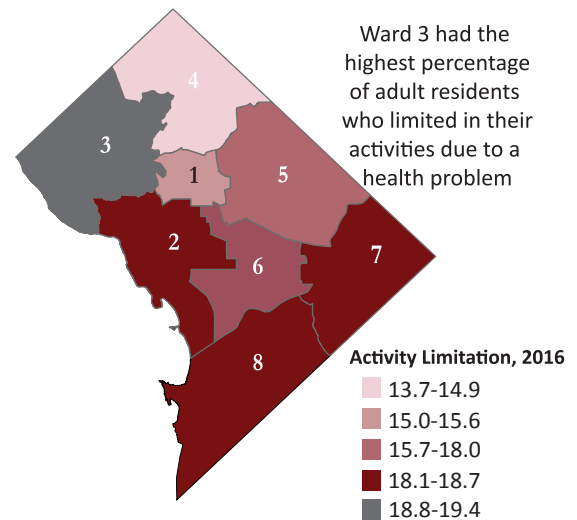 Ward 3 had the
highest percentage
of adult residents
who limited in their
activities due to a
health problem
4
3
1
5
2
7
6
8
Activity Limitation, 2016
13.7-14.9
15.0-15.6
15.7-18.0
18.1-18.7
18.8-19.4